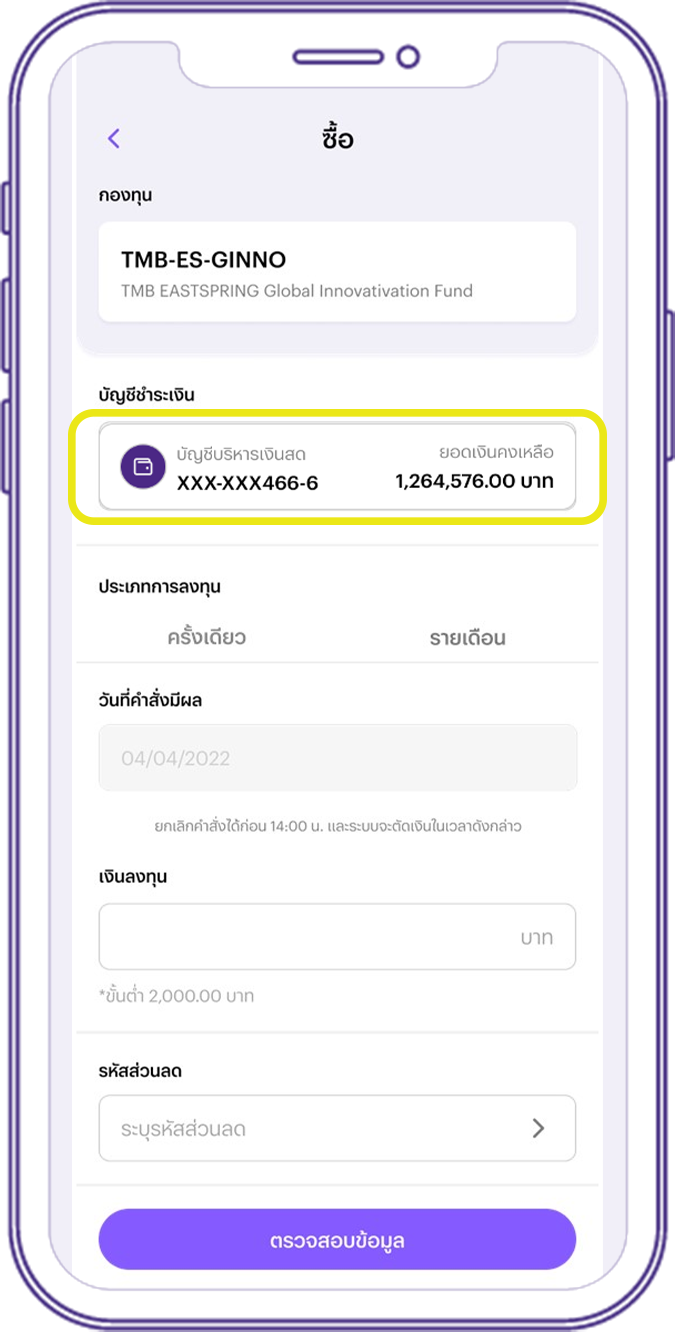 ซื้อ
กองทุน
TMB-ES-GINNO
TMB EASTSPRING Global Innovativation Fund
บัญชีชำระเงิน
บัญชีบริหารเงินสด ยอดเงินคงเหลือ
XXX-XXX466-6 1,264,576.00 บาท
ประเภทการลงทุน
ครั้งเดียว รายเดือน
วันที่คำสั่งมีผล
04/04/2022
ยกเลิกคำสั่งได้ก่อน 14:00 น. และระบบจะตัดเงินในเวลาดังกล่าว
เงินลงทุน
บาท
*ขั้นต่ำ 2,000.00 บาท
รหัสส่วนลด
ระบุรหัสส่วนลด
ตรวจสอบข้อมูล